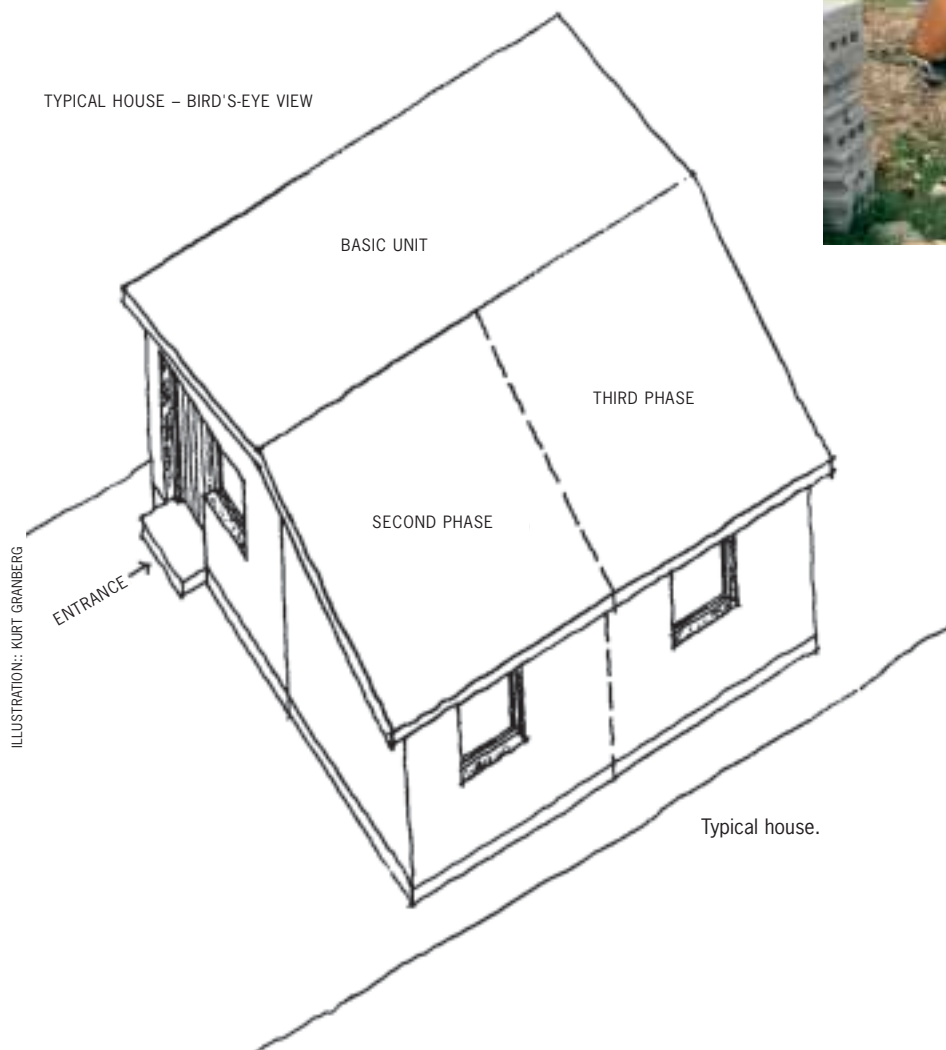 TYPICAL HOUSE – BIRD'S-EYE VIEW
BASIC UNIT
THIRD PHASE
SECOND PHASE
ENTRANCE
ILLUSTRATION:: KURT GRANBERG
Typical house.